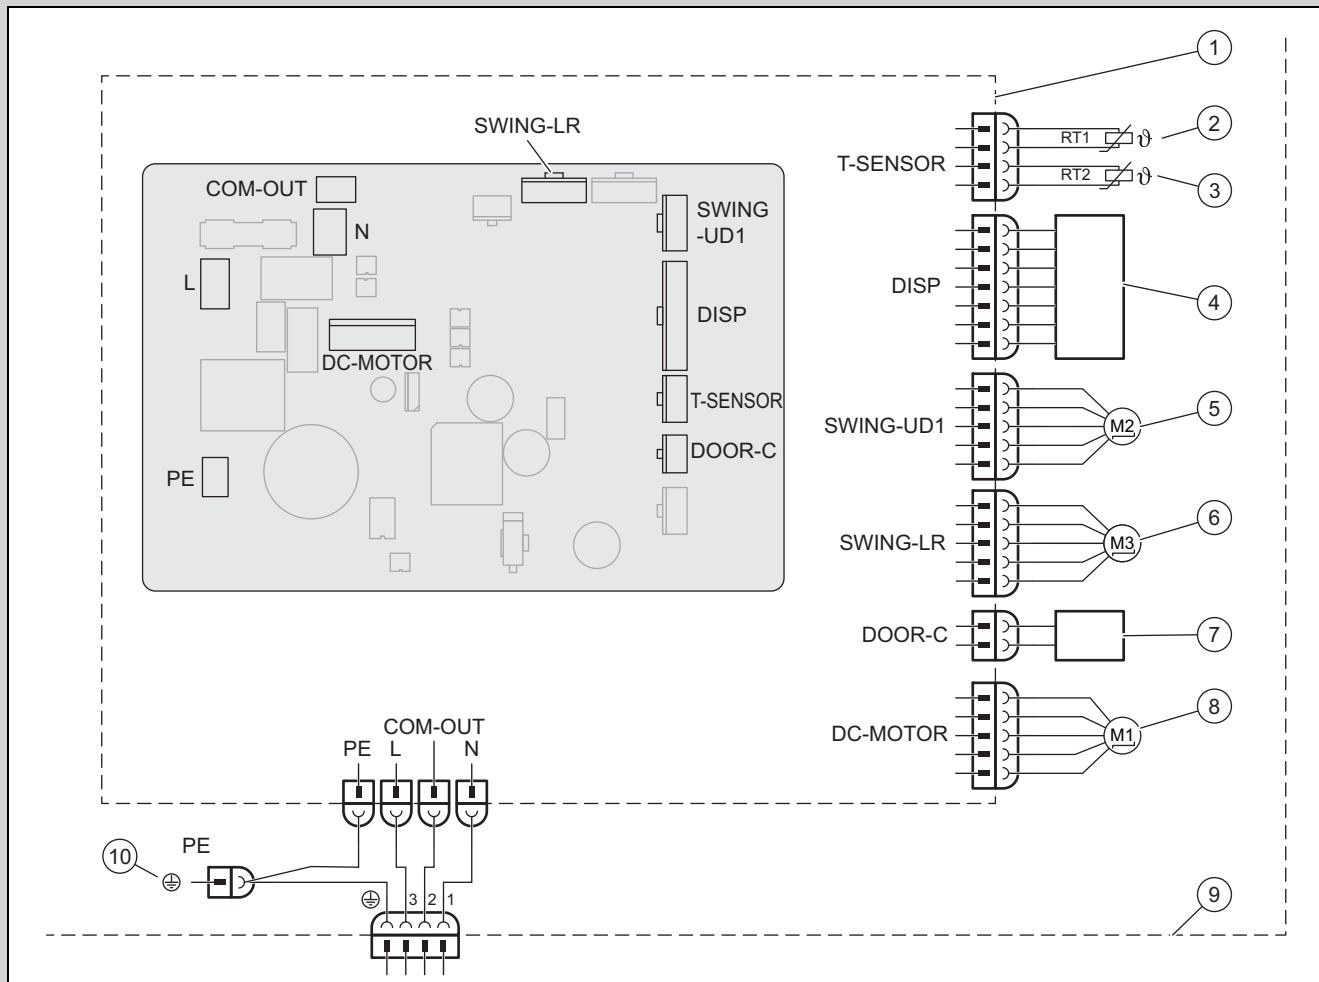 1
SWING-LR
2
RT1 ϑ
T-SENSOR
RT2 ϑ
3
COM-OUT
N
SWING
-UD1
L
DISP
DISP
4
DC-MOTOR
T-SENSOR
5
SWING-UD1
M2
DOOR-C
PE
6
SWING-LR
M3
DOOR-C
7
8
DC-MOTOR
M1
COM-OUT
PE L N
PE
10
3 2 1
9